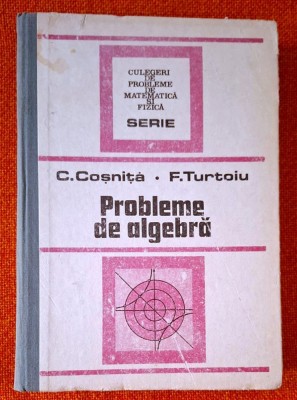 CULEGERI
DE
PROBLEME
DE
MATEMATICĂ
ȘI
FIZICĂ
SERIE
C.Coșniță • F.Turtoiu
Probleme
de algebră